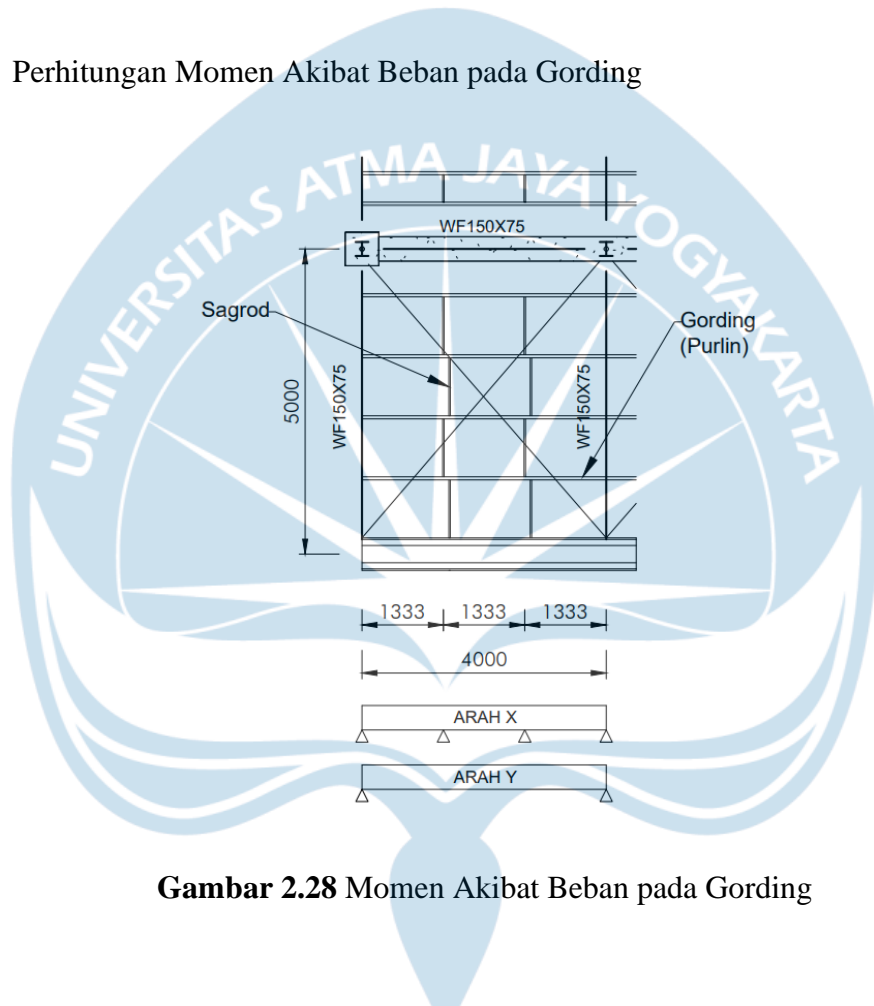 Perhitungan Momen Akibat Beban pada Gording
UNIVERSITAS ATMA JAYA YOGYAKARTA
WF150X75
Sagrod
Gording
(Purlin)
5000
WF150X75
WF150X75
1333
1333
1333
4000
ARAH X
ARAH Y
Gambar 2.28 Momen Akibat Beban pada Gording